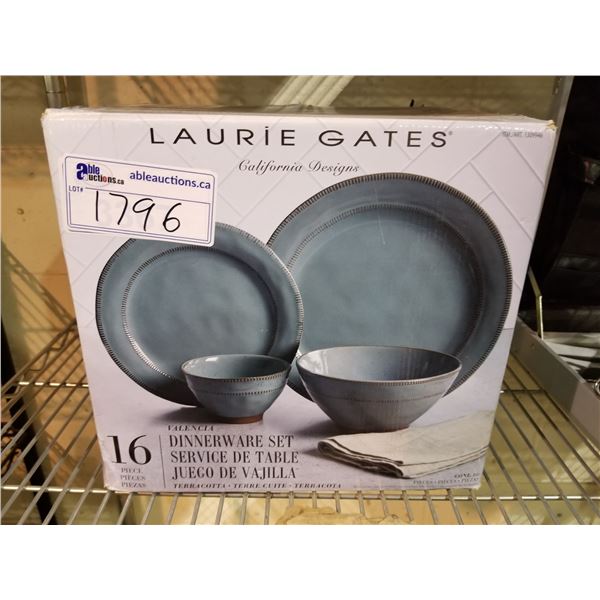 LAURIE GATES®
California Designs
able
auctions.ca
ableauctions.ca
LOT#
1796
VALENCIA
16
PIECE
PIÈCES
PIEZAS
DINNERWARE SET
SERVICE DE TABLE
JUEGO DE VAJILLA
TERRACOTTA • TERRE CUITE • TERRACOTA